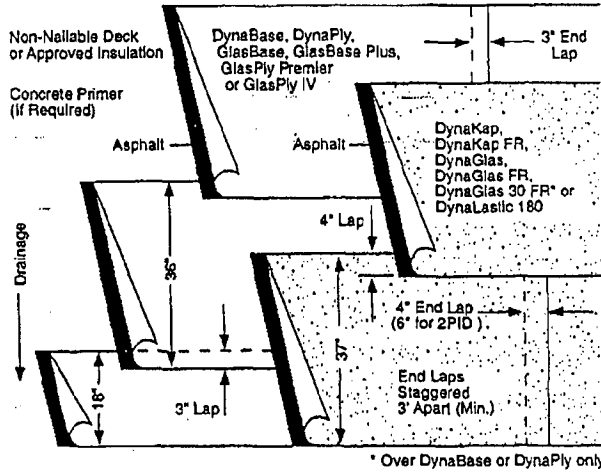 Non-Nailable Deck
or Approved Insulation
Concrete Primer
(if Required)
DynaBase, DynaPly,
GlasBase, GlasBase Plus,
GlasPly Premier
or GlasPly IV
3" End
Lap
Asphalt
Asphalt
DynaKap,
DynaKap FR,
DynaGlas,
DynaGlas FR,
DynaGlas 30 FR* or
DynaLastic 180
4" Lap
Drainage
36"
37"
4" End Lap
(6" for 2PID )
18"
3" Lap
End Laps
Staggered
3' Apart (Min.)
* Over DynaBase or DynaPly only